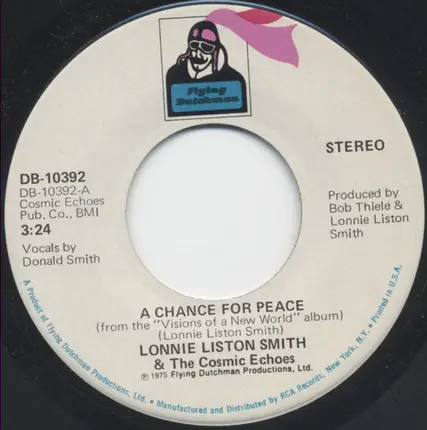 Flying
Dutchman
STEREO
DB-10392
DB-10392-A
Cosmic Echoes
Pub. Co., BMI
3:24
Vocals by
Donald Smith
Produced by
Bob Thiele &
Lonnie Liston
Smith
A CHANCE FOR PEACE
(from the "Visions of a New World" album)
(Lonnie Liston Smith)
LONNIE LISTON SMITH
& The Cosmic Echoes
℗ 1975 Flying Dutchman Productions, Ltd.
A Product of Flying Dutchman Productions, Ltd. • Manufactured and Distributed by RCA Records, New York, N.Y. • Printed in U.S.A.